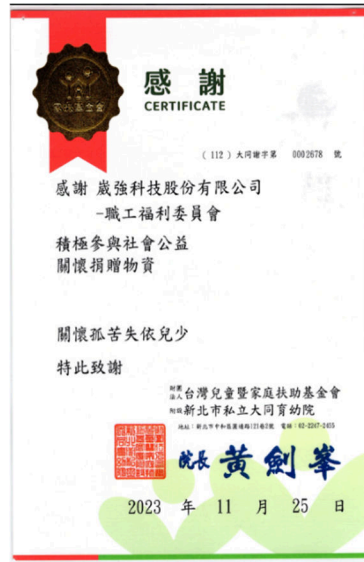 感謝
CERTIFICATE
（112）大同謝字第 0002678 號
感謝 崴強科技股份有限公司
-職工福利委員會
積極參與社會公益
關懷捐贈物資
關懷孤苦失依兒少
特此致謝
財團法人台灣兒童暨家庭扶助基金會
附設新北市私立大同育幼院
電話：02-2247-2455
院長 黃劍峯
2023 年 11 月 25 日